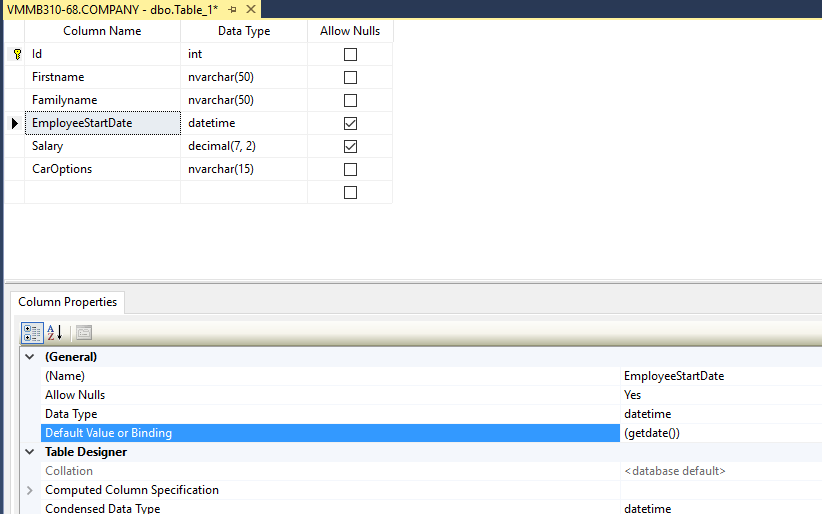 VMMB310-68.COMPANY - dbo.Table_1*
Column Name Data Type Allow Nulls
Id int
Firstname nvarchar(50)
Familyname nvarchar(50)
EmployeeStartDate datetime
Salary decimal(7, 2)
CarOptions nvarchar(15)
Column Properties
A
Z
(General)
(Name) EmployeeStartDate
Allow Nulls Yes
Data Type datetime
Default Value or Binding (getdate())
Table Designer
Collation <database default>
Computed Column Specification
Condensed Data Type datetime